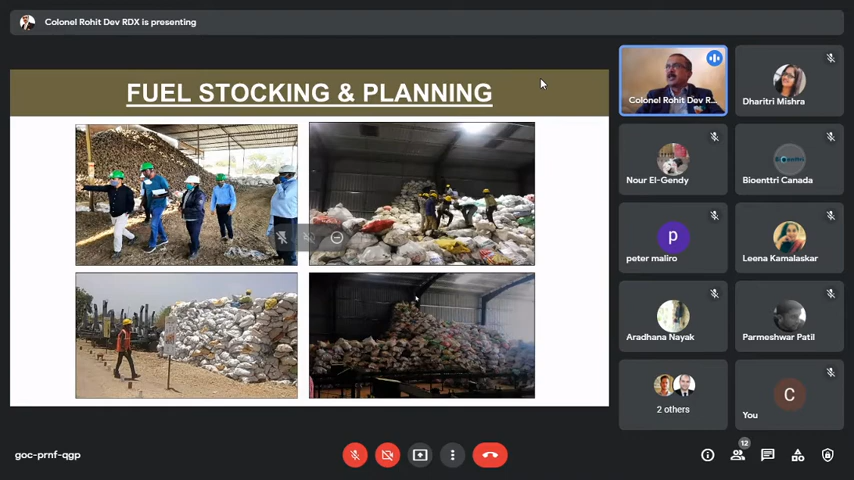 Colonel Rohit Dev RDX is presenting
FUEL STOCKING & PLANNING
Colonel Rohit Dev R...
Dharitri Mishra
Nour El-Gendy
Bioenttri Canada
p
peter maliro
Leena Kamalaskar
Aradhana Nayak
Parmeshwar Patil
2 others
C
You
goc-prnf-qgp
12